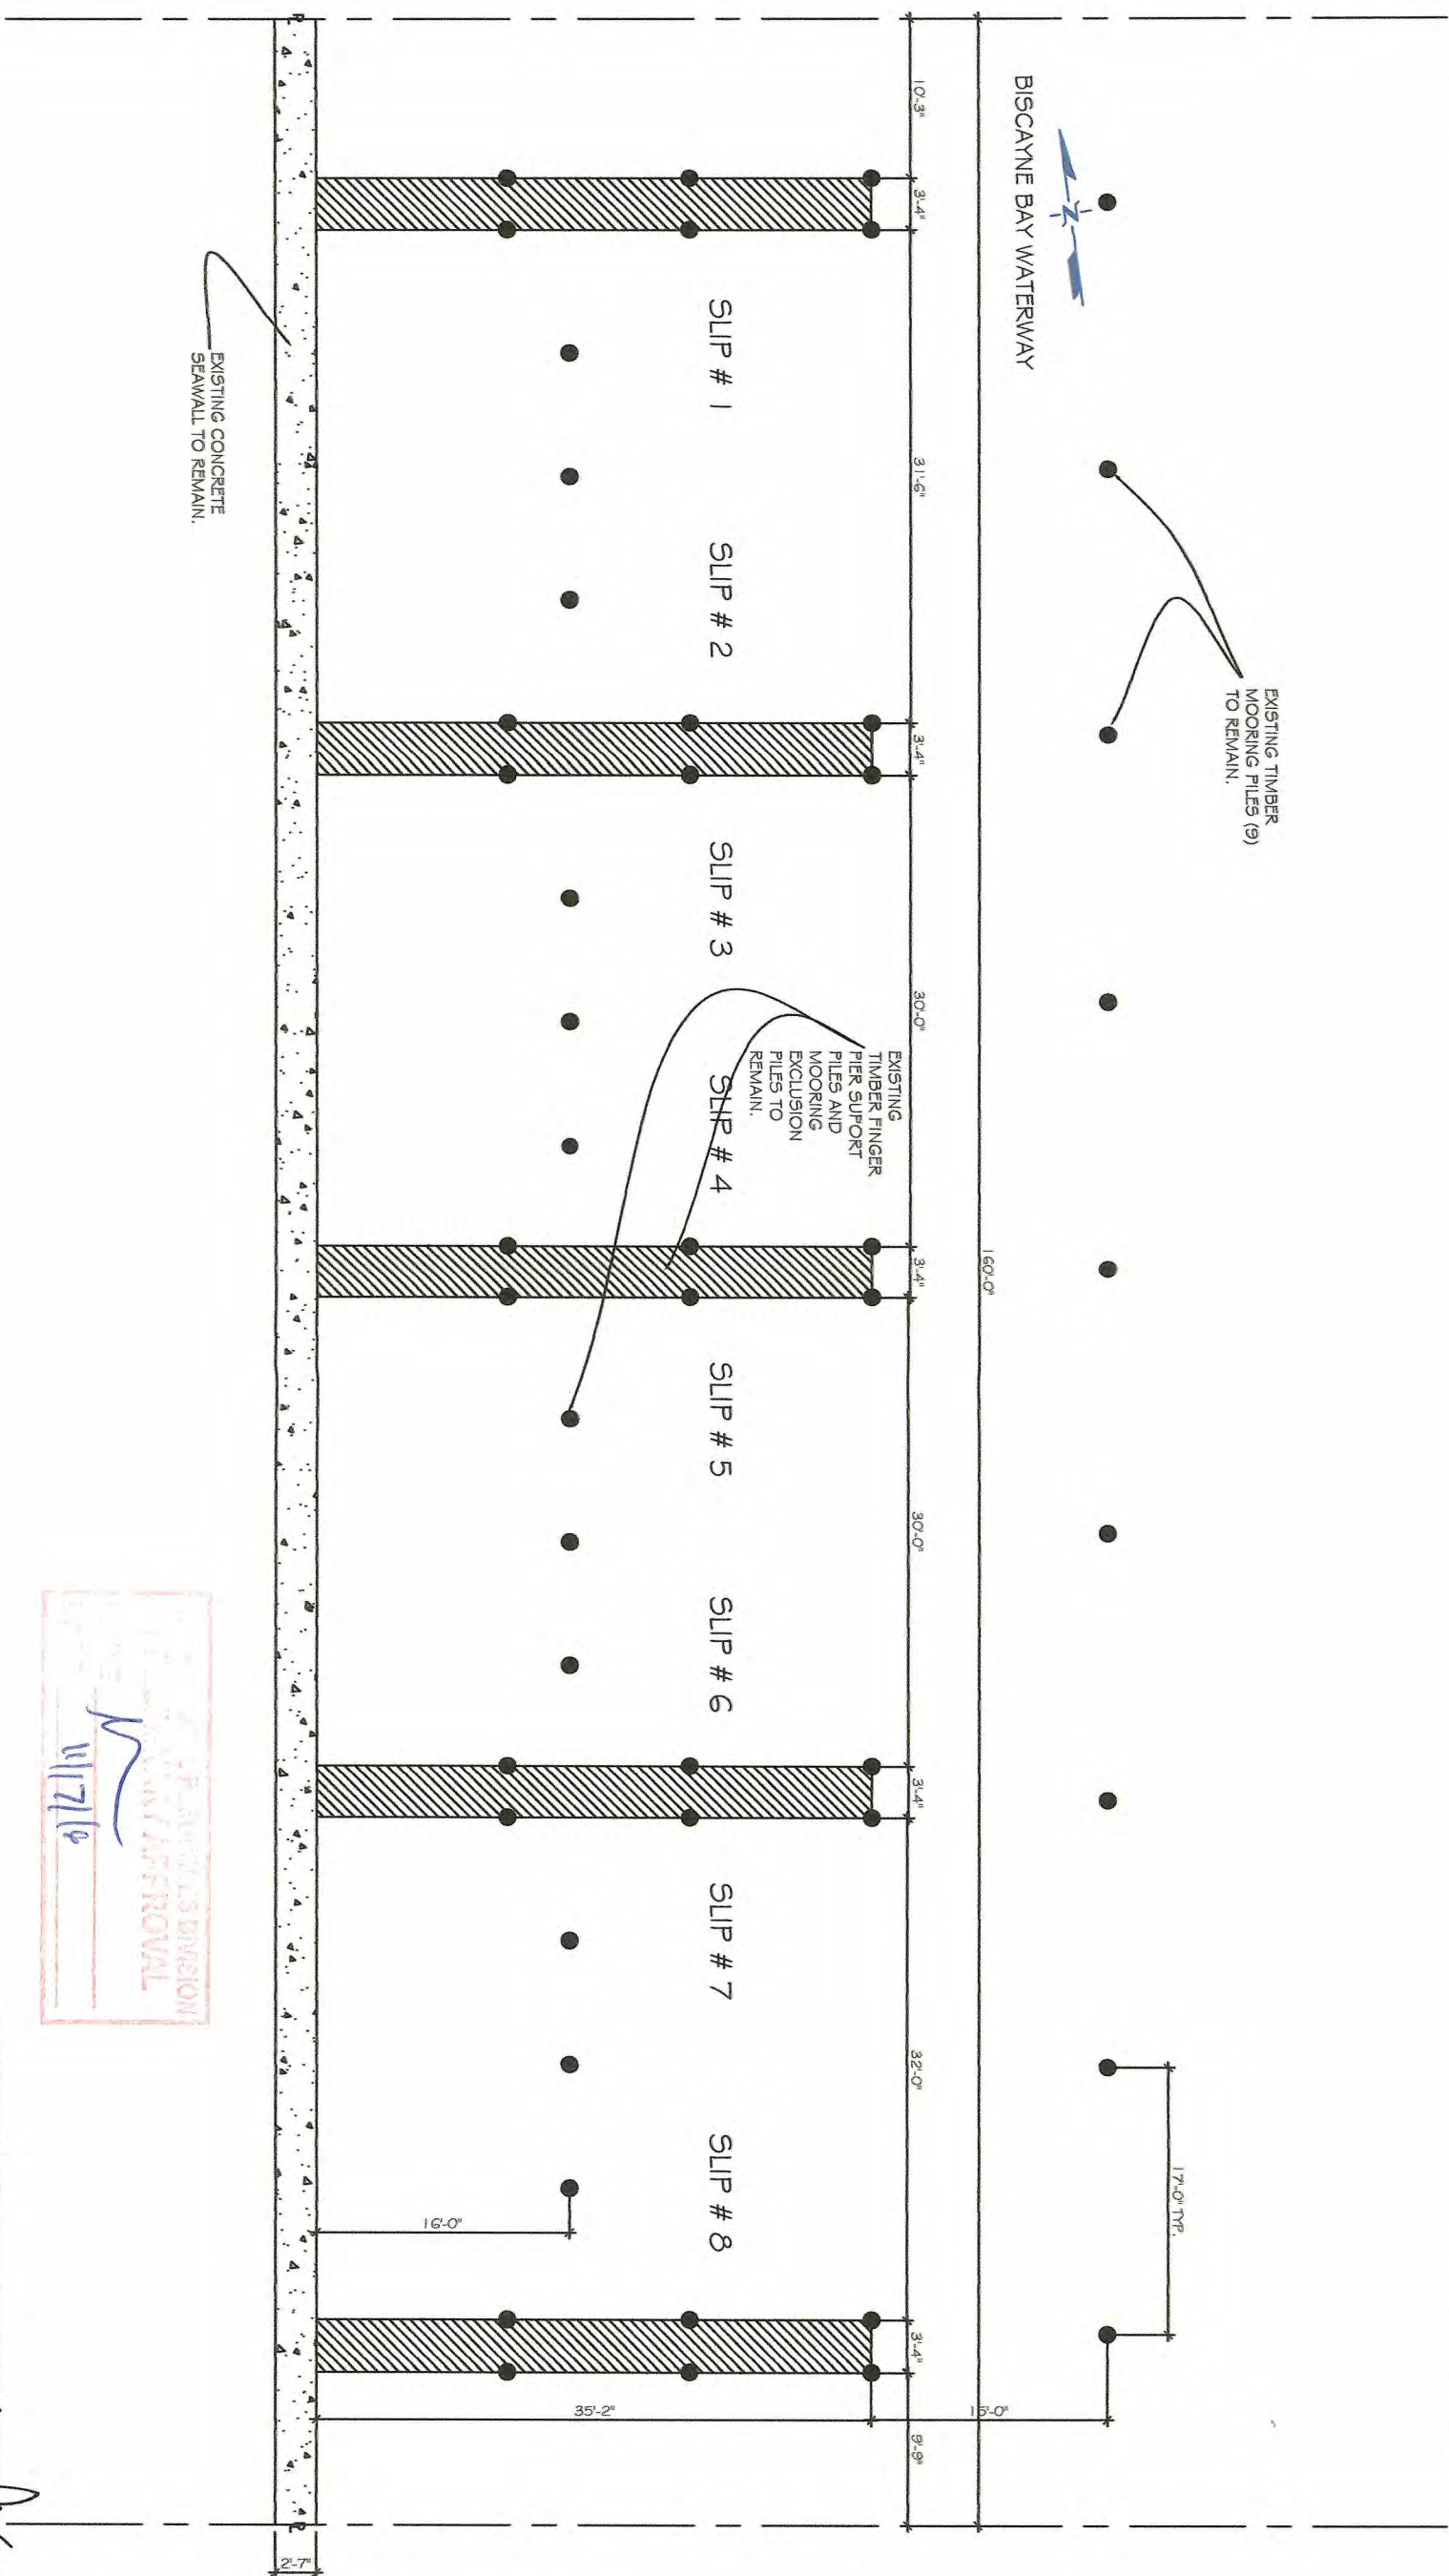 BISCAYNE BAY WATERWAY
N
EXISTING TIMBER
MOORING PILES (9)
TO REMAIN.
17'-0" TYP.
160'-0"
10'-3"
3'-4"
31'-6"
3'-4"
30'-0"
3'-4"
30'-0"
3'-4"
32'-0"
3'-4"
9'-9"
15'-0"
EXISTING
TIMBER FINGER
PIER SUPORT
PILES AND
MOORING
EXCLUSION
PILES TO
REMAIN.
SLIP # 1
SLIP # 2
SLIP # 3
SLIP # 4
SLIP # 5
SLIP # 6
SLIP # 7
SLIP # 8
16'-0"
35'-2"
2'-7"
EXISTING CONCRETE
SEAWALL TO REMAIN.
DIVISION
APPROVAL